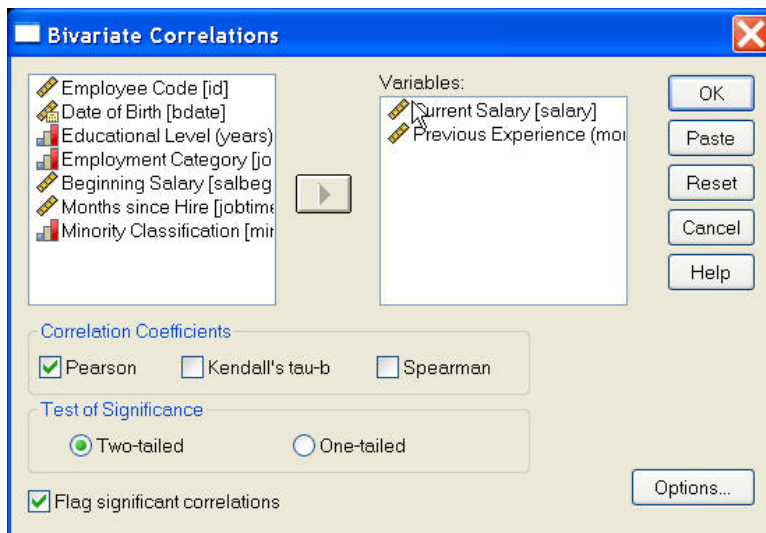 Bivariate Correlations
Employee Code [id]
Date of Birth [bdate]
Educational Level (years)
Employment Category [jo
Beginning Salary [salbeg
Months since Hire [jobtime
Minority Classification [min
Variables:
Current Salary [salary]
Previous Experience (mon
OK
Paste
Reset
Cancel
Help
Correlation Coefficients
Pearson
Kendall's tau-b
Spearman
Test of Significance
Two-tailed
One-tailed
Flag significant correlations
Options...